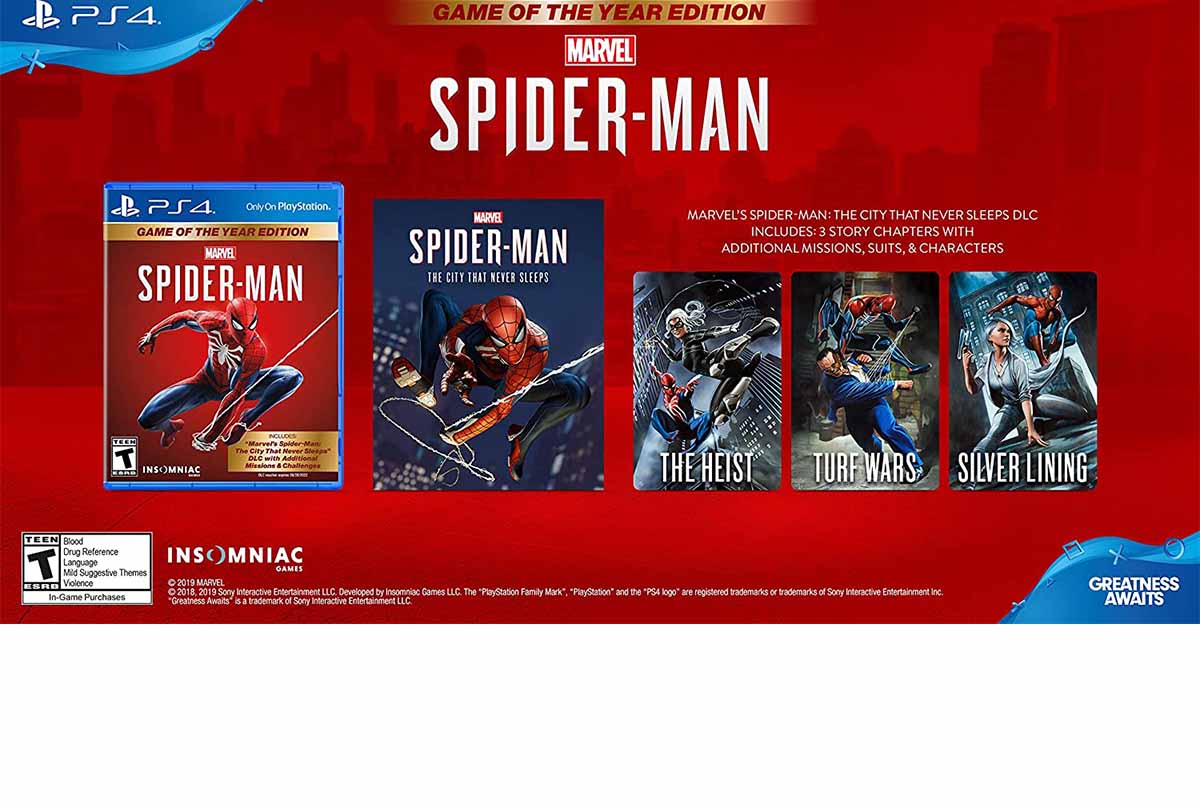 PS4
GAME OF THE YEAR EDITION
MARVEL
SPIDER-MAN
PS4
Only On PlayStation.
GAME OF THE YEAR EDITION
MARVEL
SPIDER-MAN
INCLUDES:
"Marvel's Spider-Man:
The City That Never Sleeps"
DLC with Additional
Missions & Challenges
TEEN
T
INSOMNIAC
GAMES
MARVEL
SPIDER-MAN
THE CITY THAT NEVER SLEEPS
MARVEL'S SPIDER-MAN: THE CITY THAT NEVER SLEEPS DLC
INCLUDES: 3 STORY CHAPTERS WITH
ADDITIONAL MISSIONS, SUITS, & CHARACTERS
THE HEIST
TURF WARS
SILVER LINING
TEEN
T
ESRB
Blood
Drug Reference
Language
Mild Suggestive Themes
Violence
In-Game Purchases
INSOMNIAC
GAMES
© 2019 MARVEL
© 2018, 2019 Sony Interactive Entertainment LLC. Developed by Insomniac Games LLC. The "PlayStation Family Mark", "PlayStation" and the "PS4 logo" are registered trademarks or trademarks of Sony Interactive Entertainment Inc.
"Greatness Awaits" is a trademark of Sony Interactive Entertainment LLC.
GREATNESS
AWAITS